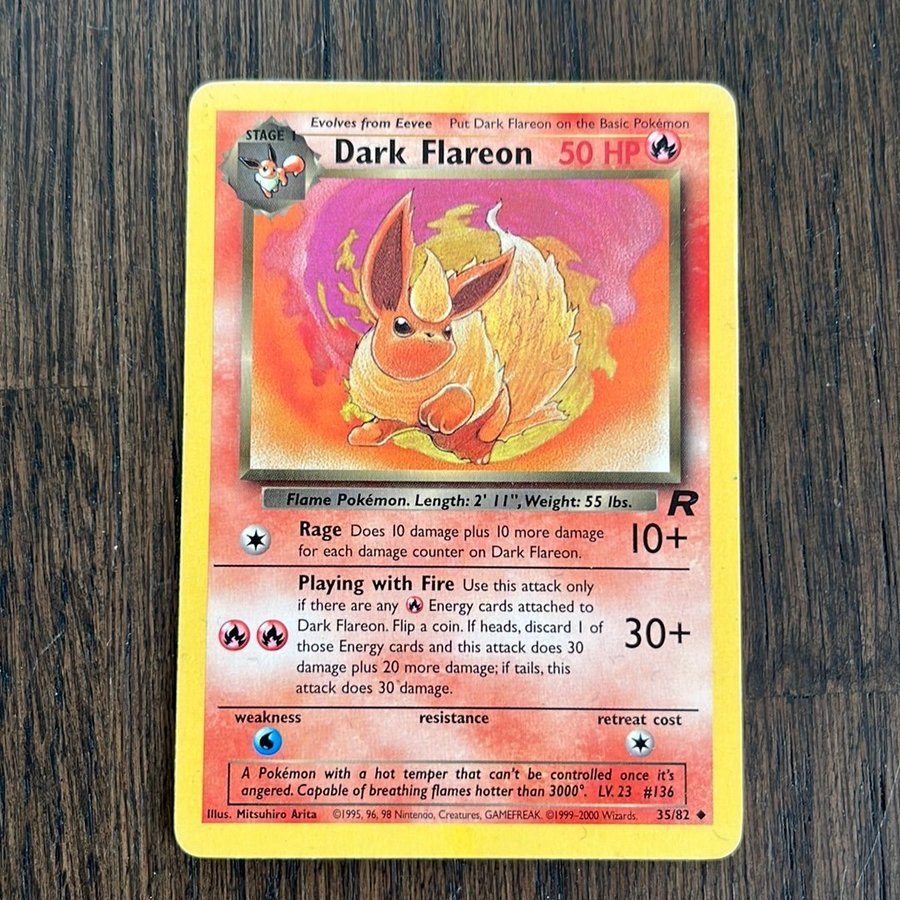 STAGE 1
Evolves from Eevee Put Dark Flareon on the Basic Pokémon
Dark Flareon 50 HP
Flame Pokémon. Length: 2' 11", Weight: 55 lbs.
R
Rage Does 10 damage plus 10 more damage
for each damage counter on Dark Flareon.
10+
Playing with Fire Use this attack only
if there are any Energy cards attached to
Dark Flareon. Flip a coin. If heads, discard 1 of
those Energy cards and this attack does 30
damage plus 20 more damage; if tails, this
attack does 30 damage.
30+
weakness resistance retreat cost
A Pokémon with a hot temper that can't be controlled once it's
angered. Capable of breathing flames hotter than 3000°. LV. 23 #136
Illus. Mitsuhiro Arita ©1995, 96, 98 Nintendo, Creatures, GAMEFREAK. ©1999-2000 Wizards. 35/82